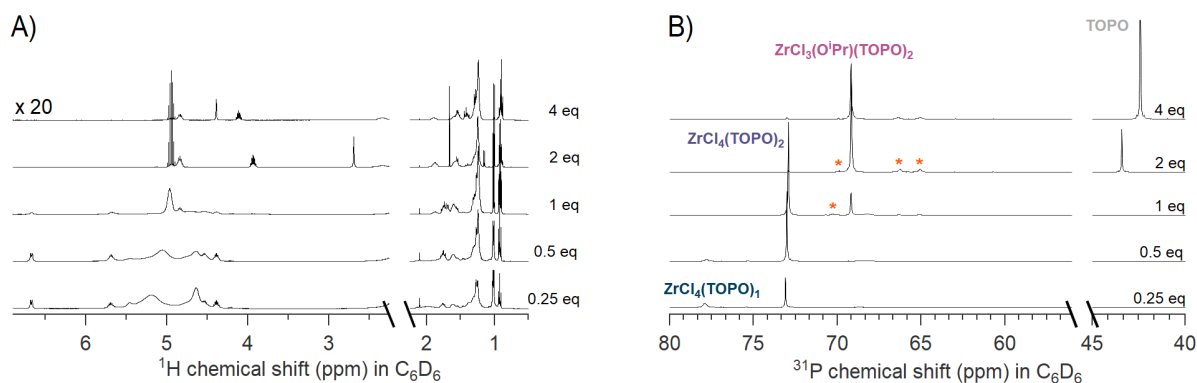 A)
x 20
4 eq
2 eq
1 eq
0.5 eq
0.25 eq
6 5 4 3 2 1
¹H chemical shift (ppm) in C₆D₆
B)
TOPO
ZrCl₃(OⁱPr)(TOPO)₂
4 eq
ZrCl₄(TOPO)₂
* * *
2 eq
*
1 eq
0.5 eq
ZrCl₄(TOPO)₁
0.25 eq
80 75 70 65 60 45 40
³¹P chemical shift (ppm) in C₆D₆